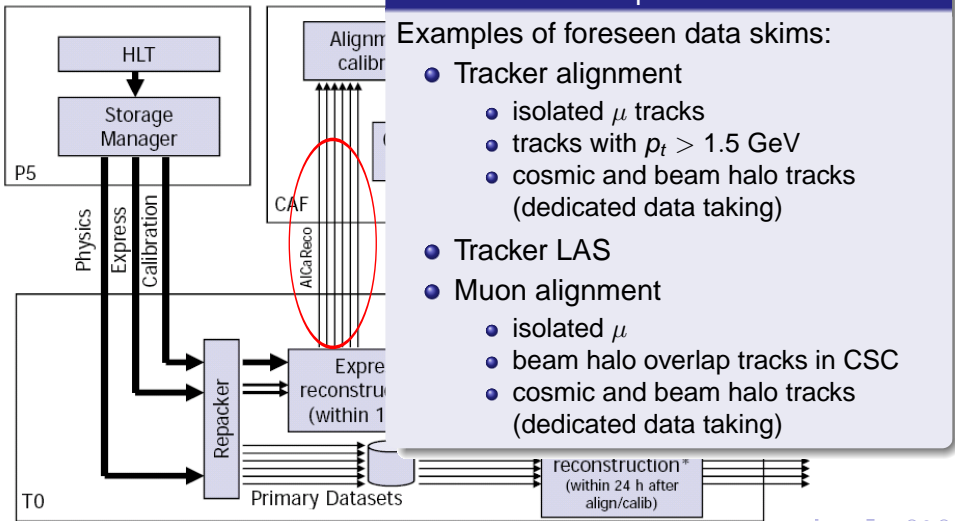 HLT
Storage
Manager
P5
Physics
Express
Calibration
CAF
AlCaReco
Examples of foreseen data skims:
Tracker alignment
isolated μ tracks
tracks with pₜ > 1.5 GeV
cosmic and beam halo tracks
(dedicated data taking)
Tracker LAS
Muon alignment
isolated μ
beam halo overlap tracks in CSC
cosmic and beam halo tracks
(dedicated data taking)
Repacker
(within 1
Primary Datasets
T0
reconstruction*
(within 24 h after
align/calib)